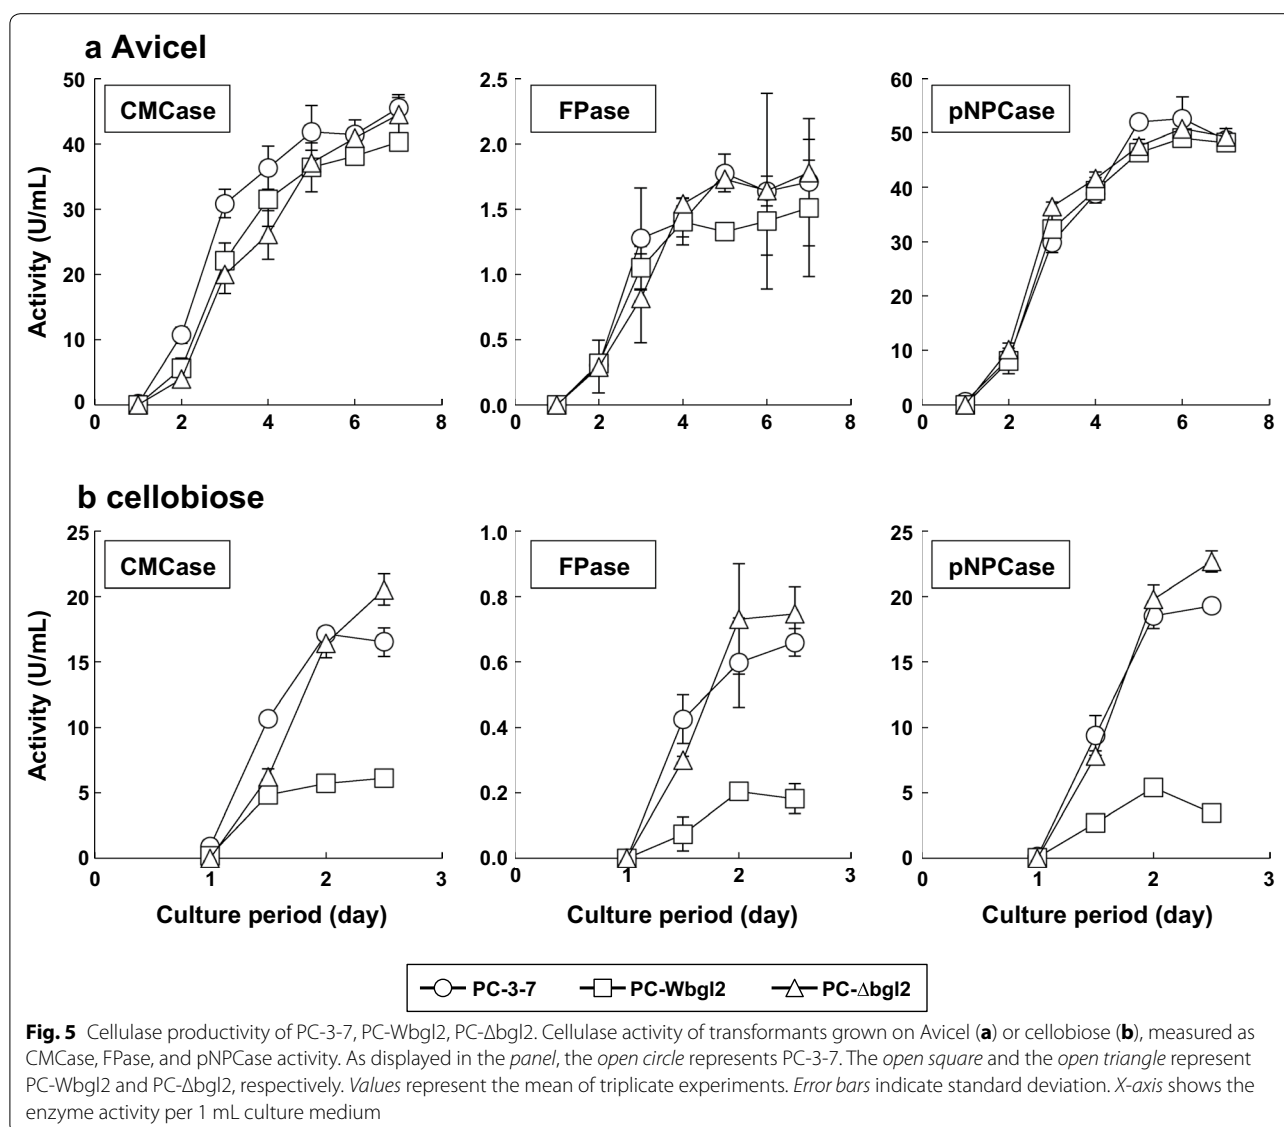 a Avicel
CMCase
FPase
pNPCase
Activity (U/mL)
50
40
30
20
10
0
0 2 4 6 8
2.5
2.0
1.5
1.0
0.5
0.0
0 2 4 6 8
60
50
40
30
20
10
0
0 2 4 6 8
b cellobiose
CMCase
FPase
pNPCase
Activity (U/mL)
25
20
15
10
5
0
0 1 2 3
1.0
0.8
0.6
0.4
0.2
0.0
0 1 2 3
25
20
15
10
5
0
0 1 2 3
Culture period (day)
Culture period (day)
Culture period (day)
PC-3-7 PC-Wbgl2 PC-Δbgl2
Fig. 5 Cellulase productivity of PC-3-7, PC-Wbgl2, PC-Δbgl2. Cellulase activity of transformants grown on Avicel (a) or cellobiose (b), measured as
CMCase, FPase, and pNPCase activity. As displayed in the panel, the open circle represents PC-3-7. The open square and the open triangle represent
PC-Wbgl2 and PC-Δbgl2, respectively. Values represent the mean of triplicate experiments. Error bars indicate standard deviation. X-axis shows the
enzyme activity per 1 mL culture medium